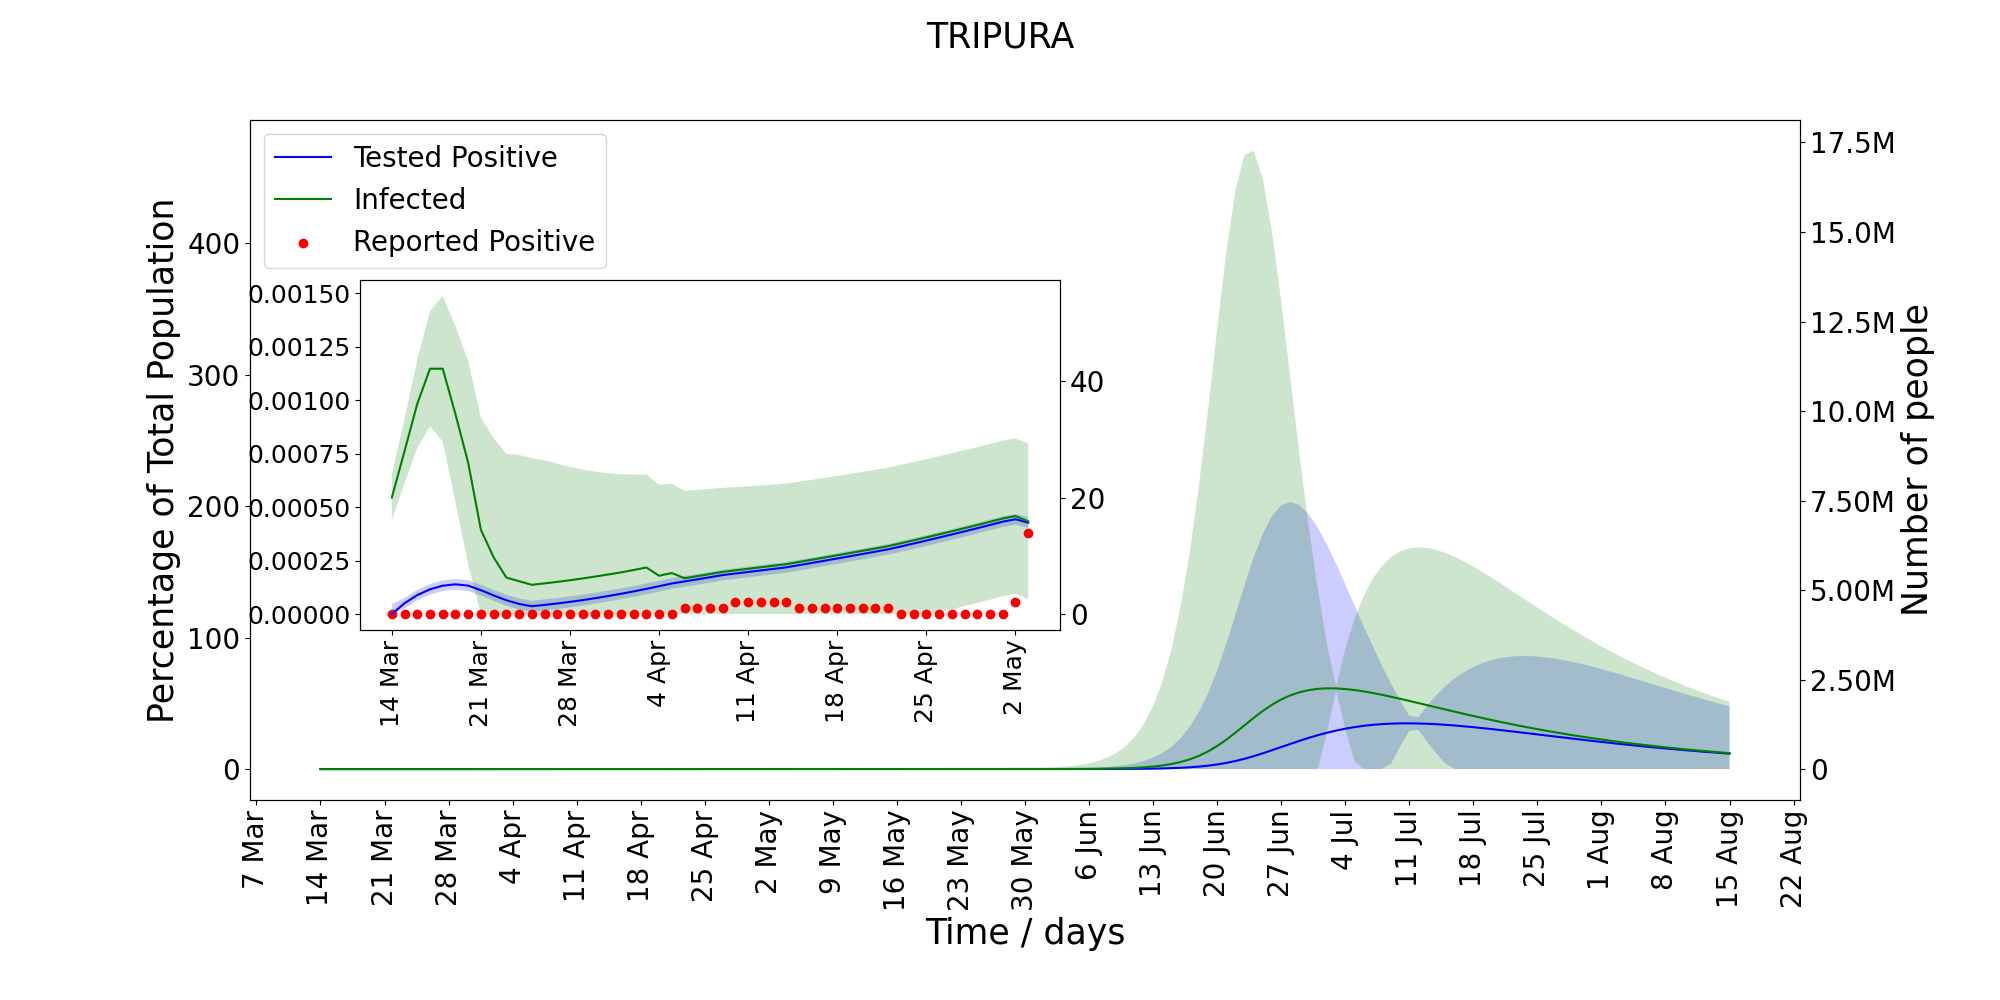 TRIPURA
Tested Positive
Infected
Reported Positive
Percentage of Total Population
400
300
200
100
0
17.5M
15.0M
12.5M
10.0M
7.50M
5.00M
2.50M
0
Number of people
0.00150
0.00125
0.00100
0.00075
0.00050
0.00025
0.00000
40
20
0
14 Mar
21 Mar
28 Mar
4 Apr
11 Apr
18 Apr
25 Apr
2 May
7 Mar
14 Mar
21 Mar
28 Mar
4 Apr
11 Apr
18 Apr
25 Apr
2 May
9 May
16 May
23 May
30 May
6 Jun
13 Jun
20 Jun
27 Jun
4 Jul
11 Jul
18 Jul
25 Jul
1 Aug
8 Aug
15 Aug
22 Aug
Time / days